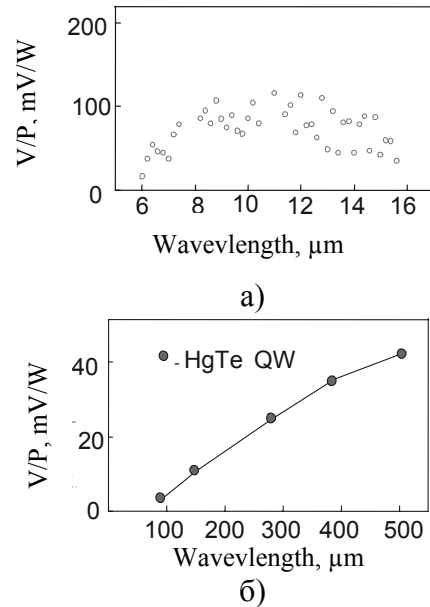 200
100
0
V/P, mV/W
6 8 10 12 14 16
Wavevlength, µm
а)
40
20
0
V/P, mV/W
- HgTe QW
100 200 300 400 500
Wavevlength, µm
б)